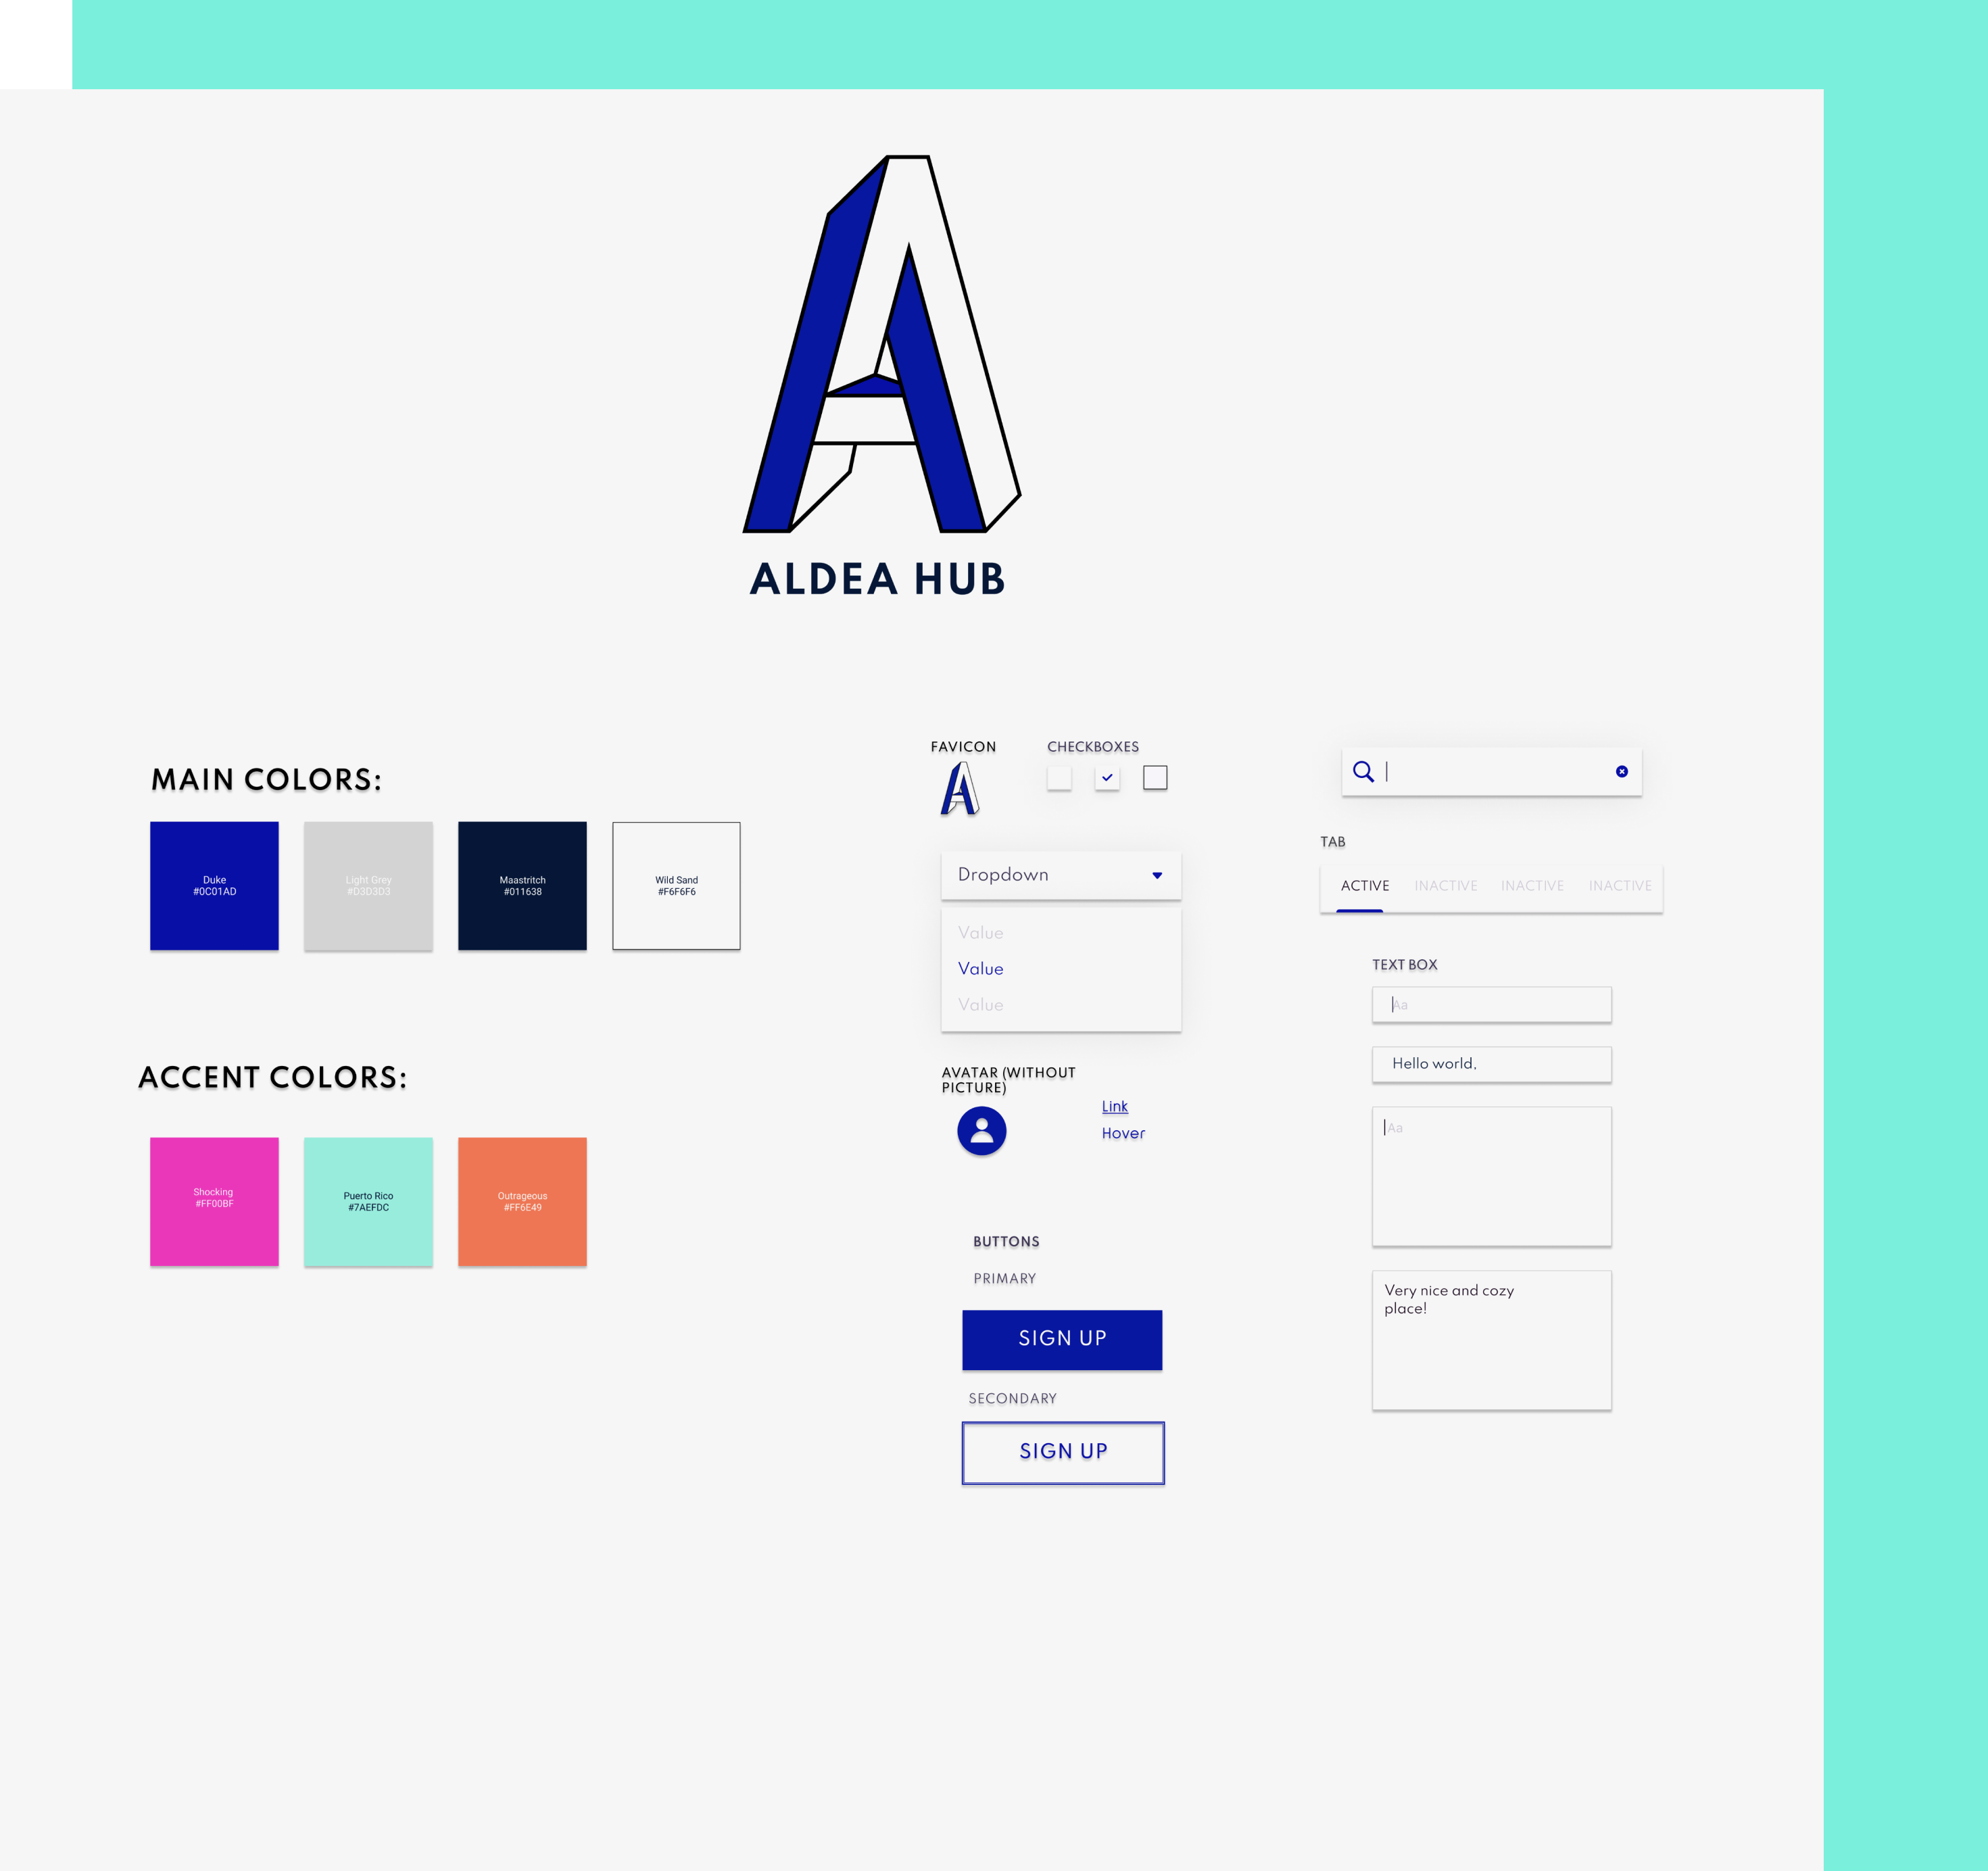 ALDEA HUB
MAIN COLORS:
Duke
#0C01AD
Light Grey
#D3D3D3
Maastritch
#011638
Wild Sand
#F6F6F6
ACCENT COLORS:
Shocking
#FF00BF
Puerto Rico
#7AEFDC
Outrageous
#FF6E49
FAVICON
CHECKBOXES
Dropdown
Value
Value
Value
AVATAR (WITHOUT
PICTURE)
Link
Hover
BUTTONS
PRIMARY
SIGN UP
SECONDARY
SIGN UP
TAB
ACTIVE INACTIVE INACTIVE INACTIVE
TEXT BOX
Aa
Hello world,
Aa
Very nice and cozy
place!